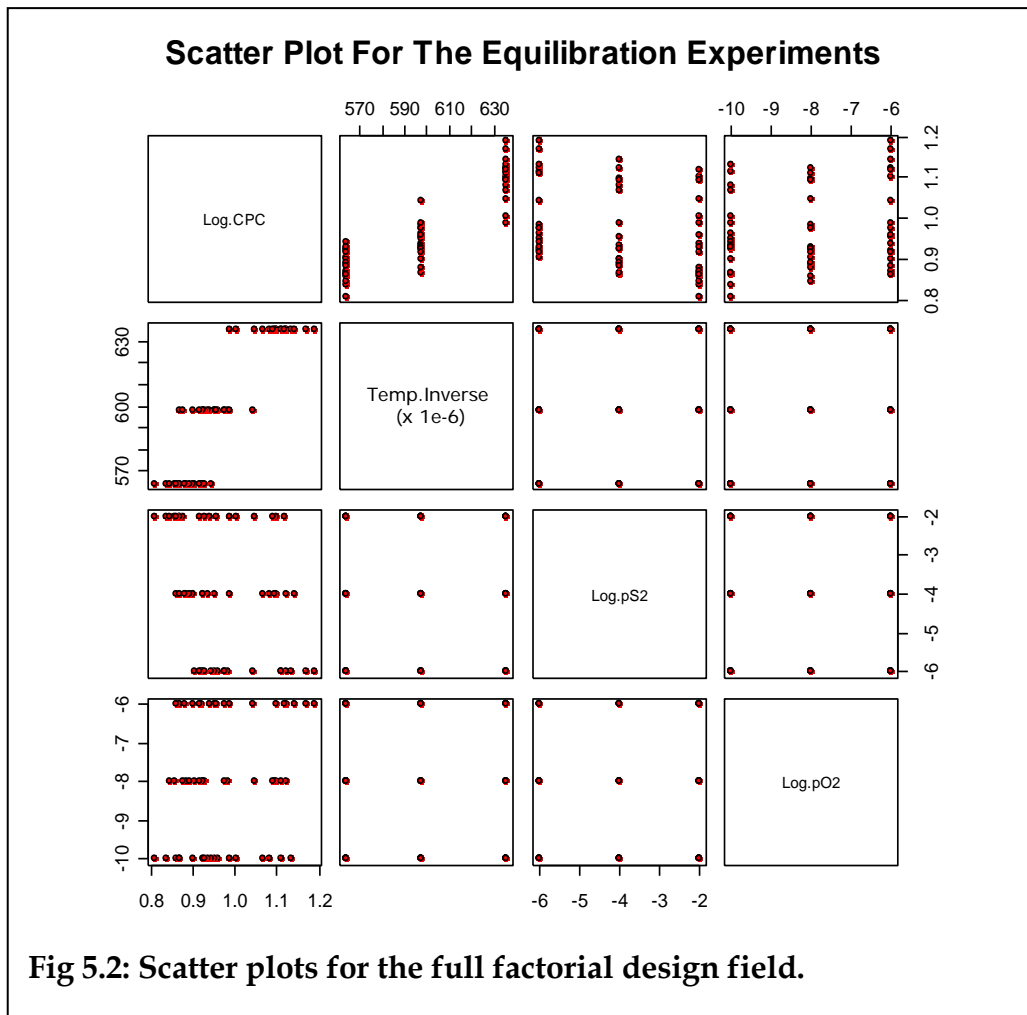 Scatter Plot For The Equilibration Experiments
570 590 610 630
-10 -9 -8 -7 -6
Log.CPC
0.8 0.9 1.0 1.1 1.2
570 600 630
Temp.Inverse
(x 1e-6)
Log.pS2
-6 -5 -4 -3 -2
-10 -9 -8 -7 -6
Log.pO2
0.8 0.9 1.0 1.1 1.2
-6 -5 -4 -3 -2
Fig 5.2: Scatter plots for the full factorial design field.